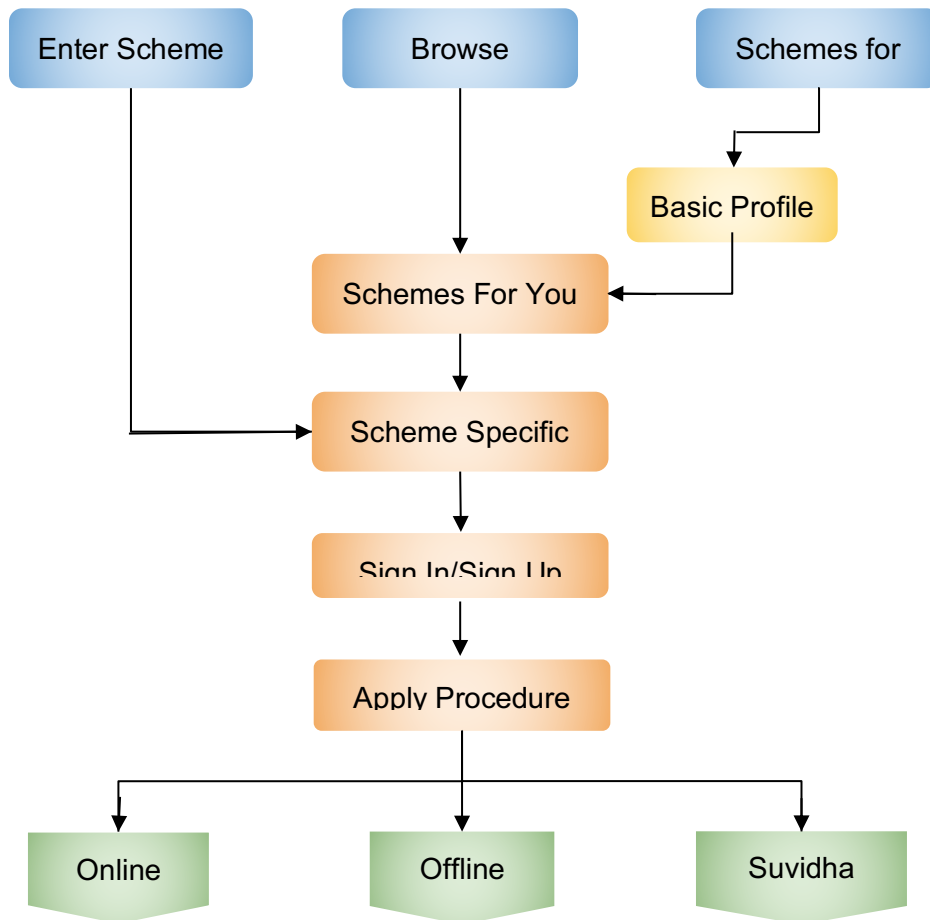 Enter Scheme
Browse
Schemes for
Basic Profile
Schemes For You
Scheme Specific
Sign In/Sign Up
Apply Procedure
Online
Offline
Suvidha